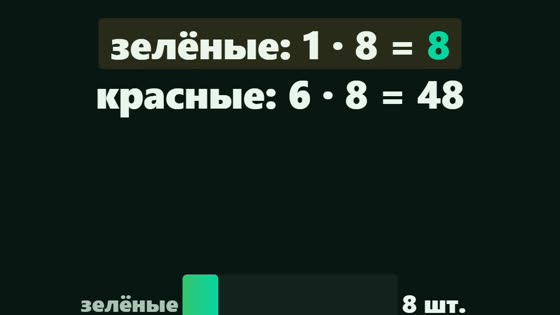 зелёные: 1 · 8 = 8
красные: 6 · 8 = 48
зелёные 8 шт.